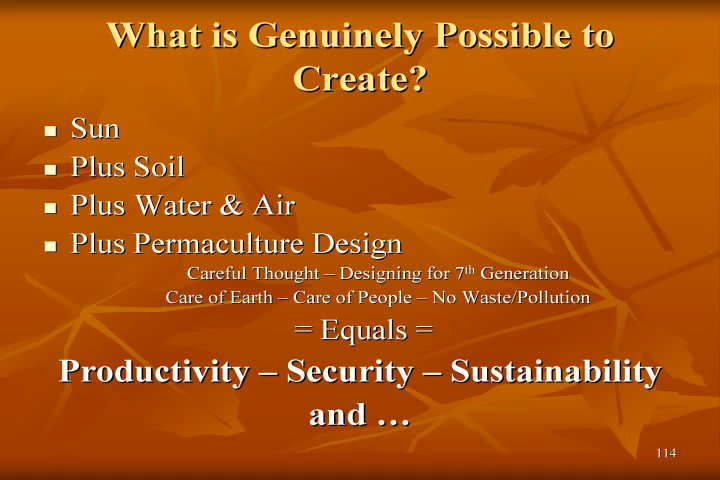 What is Genuinely Possible to
Create?
Sun
Plus Soil
Plus Water & Air
Plus Permaculture Design
Careful Thought – Designing for 7th Generation
Care of Earth – Care of People – No Waste/Pollution
= Equals =
Productivity – Security – Sustainability
and …
114